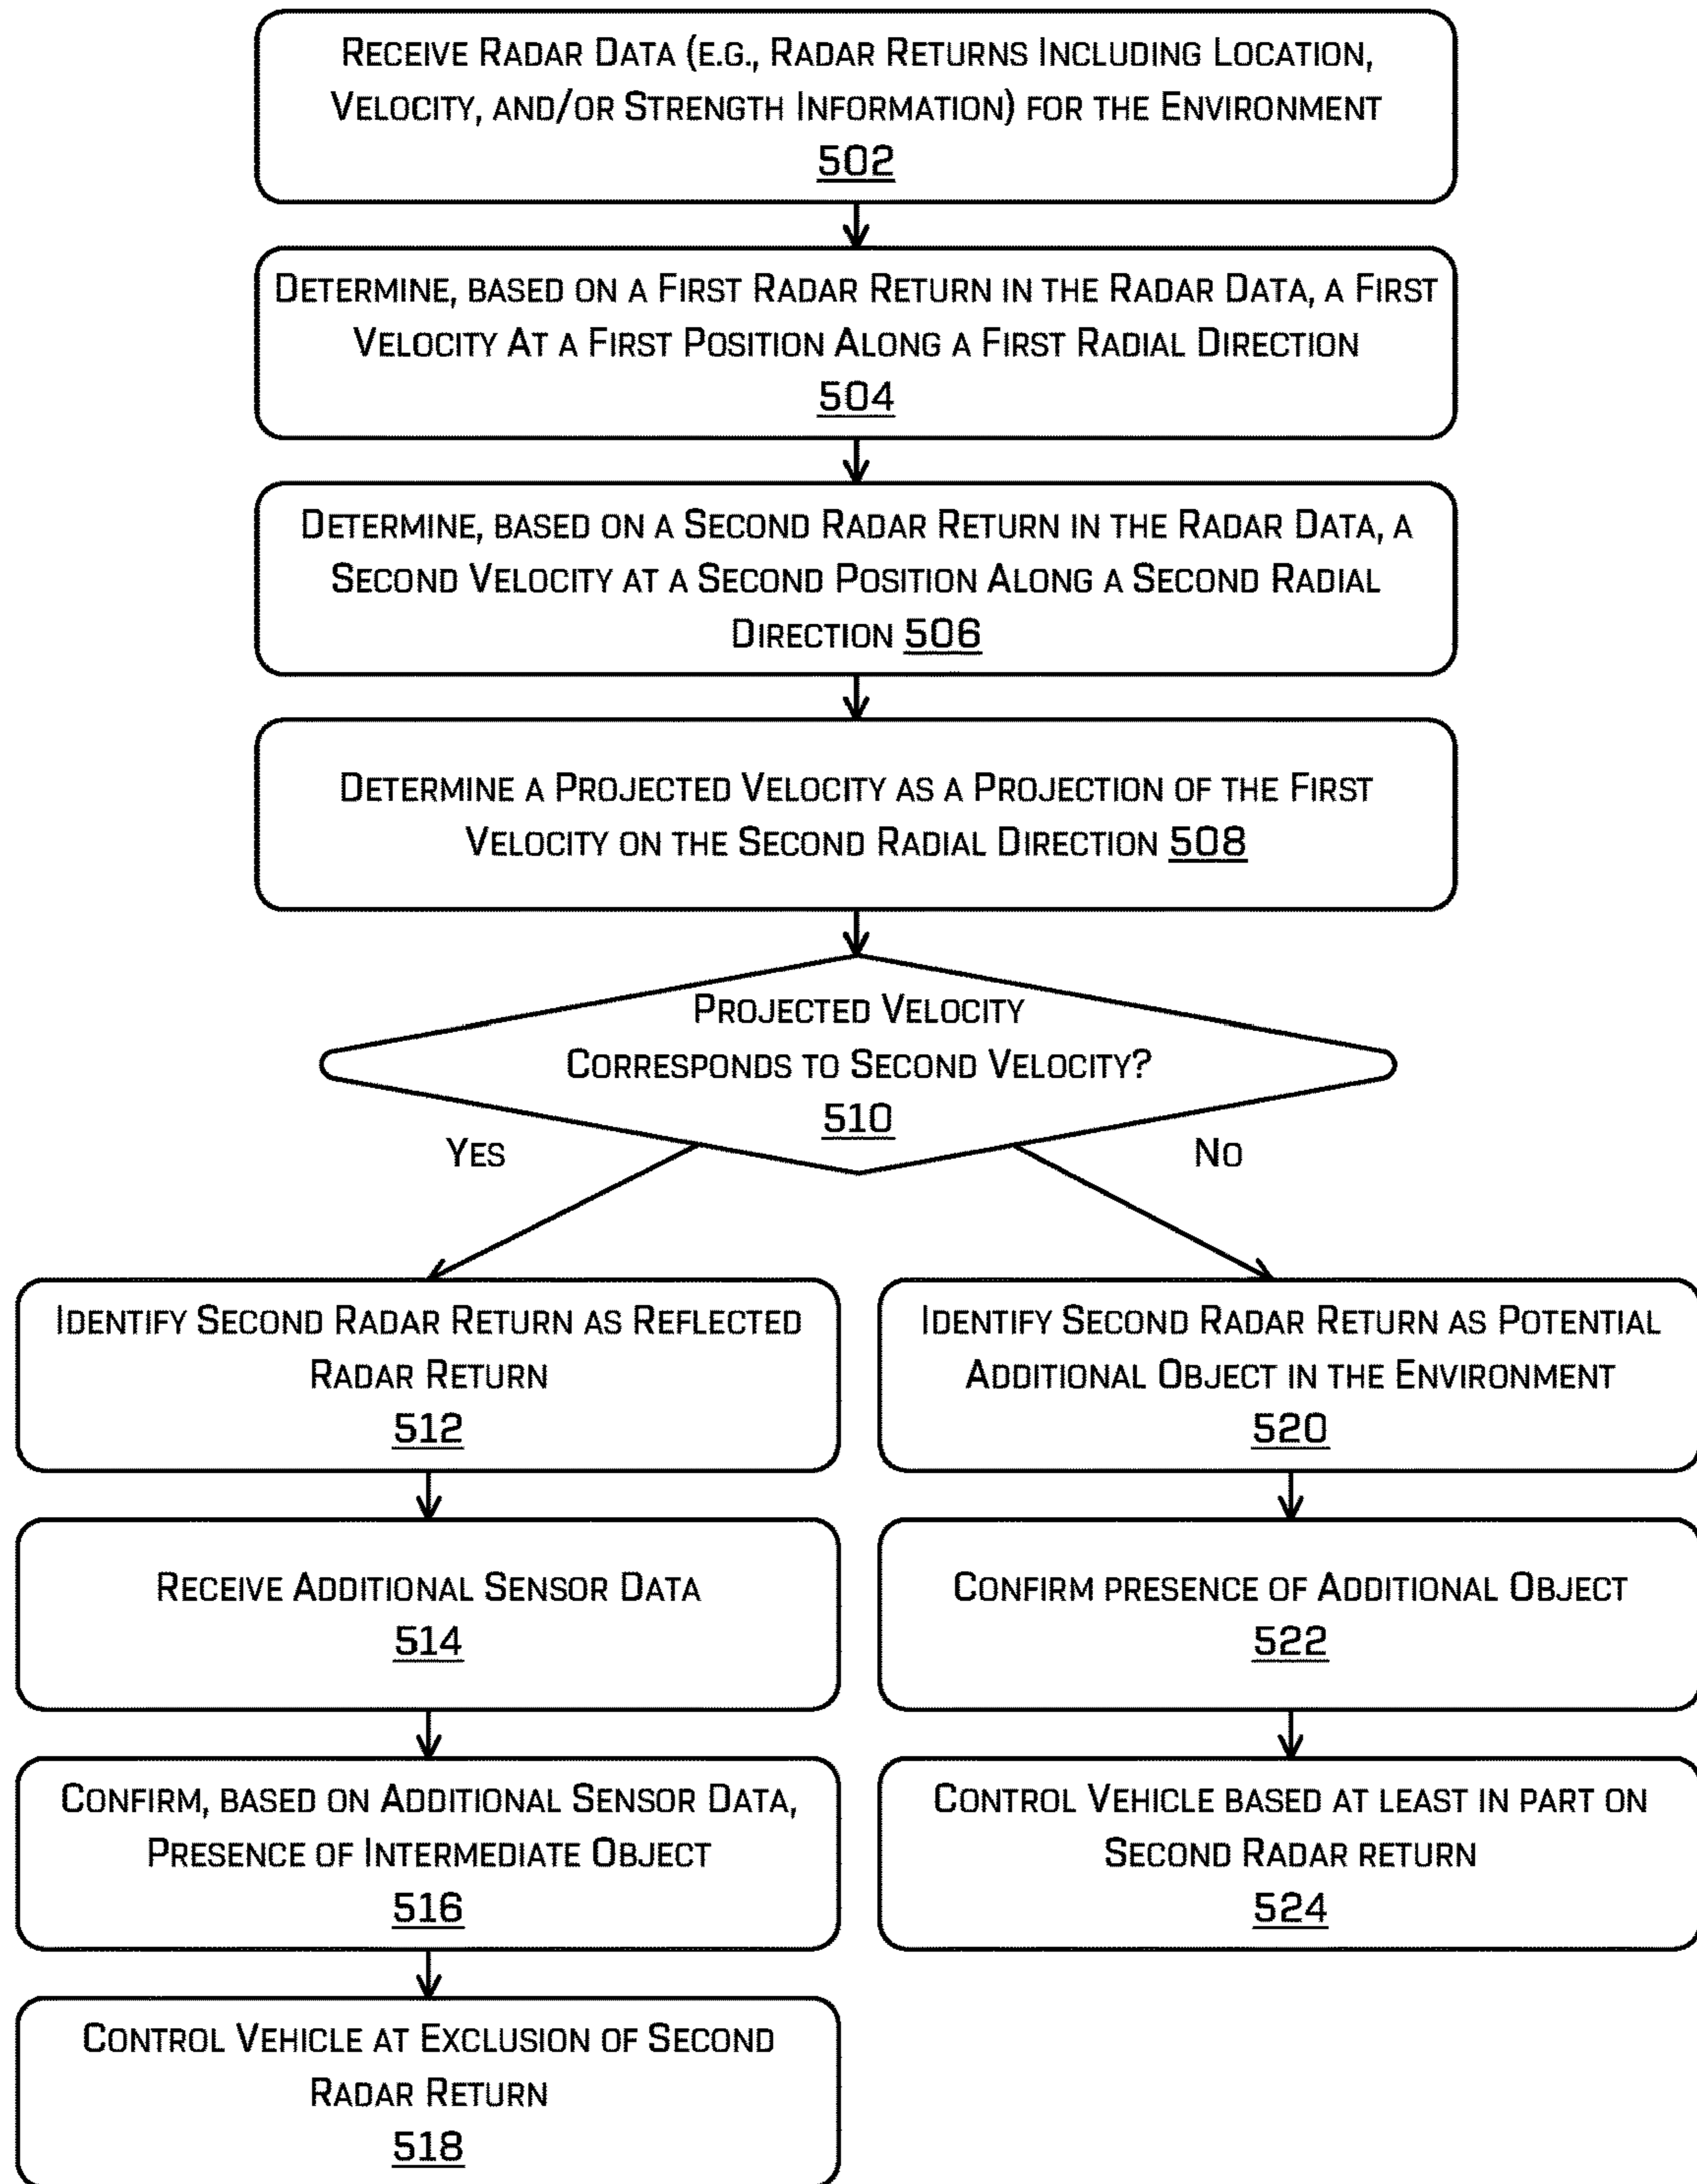 RECEIVE RADAR DATA (E.G., RADAR RETURNS INCLUDING LOCATION,
VELOCITY, AND/OR STRENGTH INFORMATION) FOR THE ENVIRONMENT
502
DETERMINE, BASED ON A FIRST RADAR RETURN IN THE RADAR DATA, A FIRST
VELOCITY AT A FIRST POSITION ALONG A FIRST RADIAL DIRECTION
504
DETERMINE, BASED ON A SECOND RADAR RETURN IN THE RADAR DATA, A
SECOND VELOCITY AT A SECOND POSITION ALONG A SECOND RADIAL
DIRECTION 506
DETERMINE A PROJECTED VELOCITY AS A PROJECTION OF THE FIRST
VELOCITY ON THE SECOND RADIAL DIRECTION 508
PROJECTED VELOCITY
CORRESPONDS TO SECOND VELOCITY?
510
YES
NO
IDENTIFY SECOND RADAR RETURN AS REFLECTED
RADAR RETURN
512
RECEIVE ADDITIONAL SENSOR DATA
514
CONFIRM, BASED ON ADDITIONAL SENSOR DATA,
PRESENCE OF INTERMEDIATE OBJECT
516
CONTROL VEHICLE AT EXCLUSION OF SECOND
RADAR RETURN
518
IDENTIFY SECOND RADAR RETURN AS POTENTIAL
ADDITIONAL OBJECT IN THE ENVIRONMENT
520
CONFIRM PRESENCE OF ADDITIONAL OBJECT
522
CONTROL VEHICLE BASED AT LEAST IN PART ON
SECOND RADAR RETURN
524